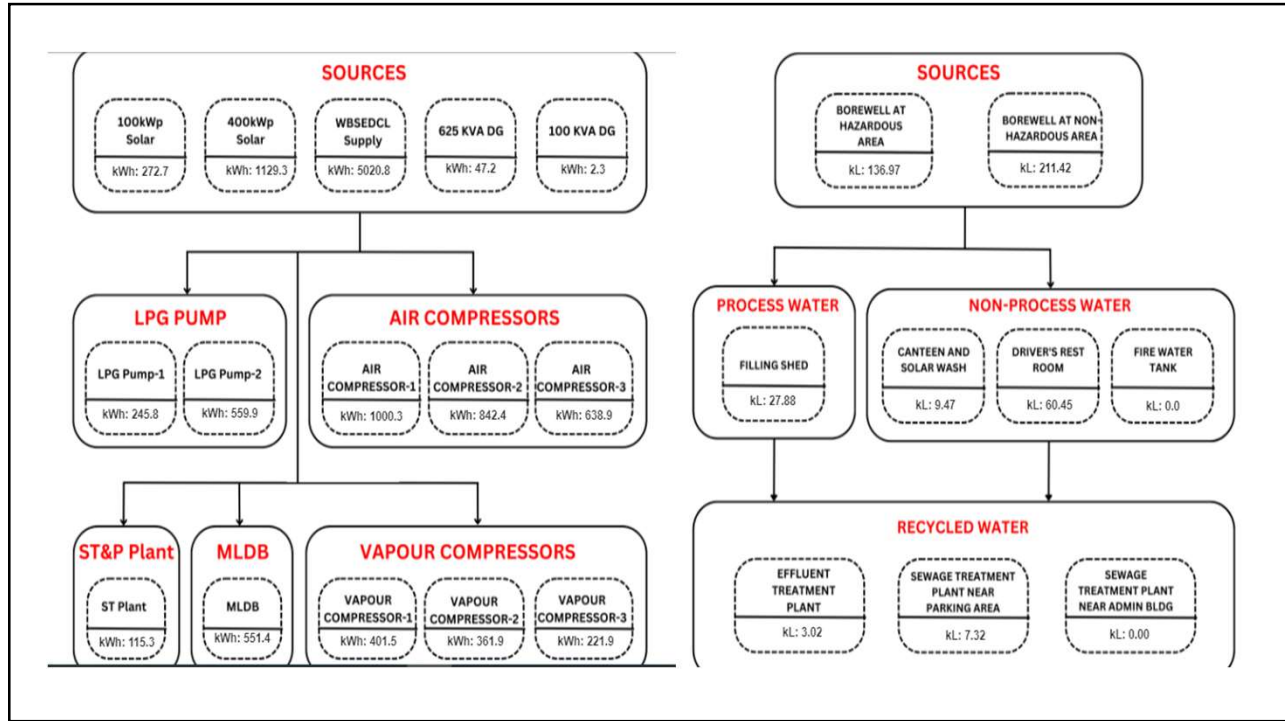 SOURCES
100kWp
Solar
kWh: 272.7
400kWp
Solar
kWh: 1129.3
WBSEDCL
Supply
kWh: 5020.8
625 KVA DG
kWh: 47.2
100 KVA DG
kWh: 2.3
LPG PUMP
LPG Pump-1
kWh: 245.8
LPG Pump-2
kWh: 559.9
AIR COMPRESSORS
AIR
COMPRESSOR-1
kWh: 1000.3
AIR
COMPRESSOR-2
kWh: 842.4
AIR
COMPRESSOR-3
kWh: 638.9
ST&P Plant
ST Plant
kWh: 115.3
MLDB
MLDB
kWh: 551.4
VAPOUR COMPRESSORS
VAPOUR
COMPRESSOR-1
kWh: 401.5
VAPOUR
COMPRESSOR-2
kWh: 361.9
VAPOUR
COMPRESSOR-3
kWh: 221.9
SOURCES
BOREWELL AT
HAZARDOUS
AREA
kL: 136.97
BOREWELL AT NON-
HAZARDOUS AREA
kL: 211.42
PROCESS WATER
FILLING SHED
kL: 27.88
NON-PROCESS WATER
CANTEEN AND
SOLAR WASH
kL: 9.47
DRIVER'S REST
ROOM
kL: 60.45
FIRE WATER
TANK
kL: 0.0
RECYCLED WATER
EFFLUENT
TREATMENT
PLANT
kL: 3.02
SEWAGE TREATMENT
PLANT NEAR
PARKING AREA
kL: 7.32
SEWAGE
TREATMENT PLANT
NEAR ADMIN BLDG
kL: 0.00